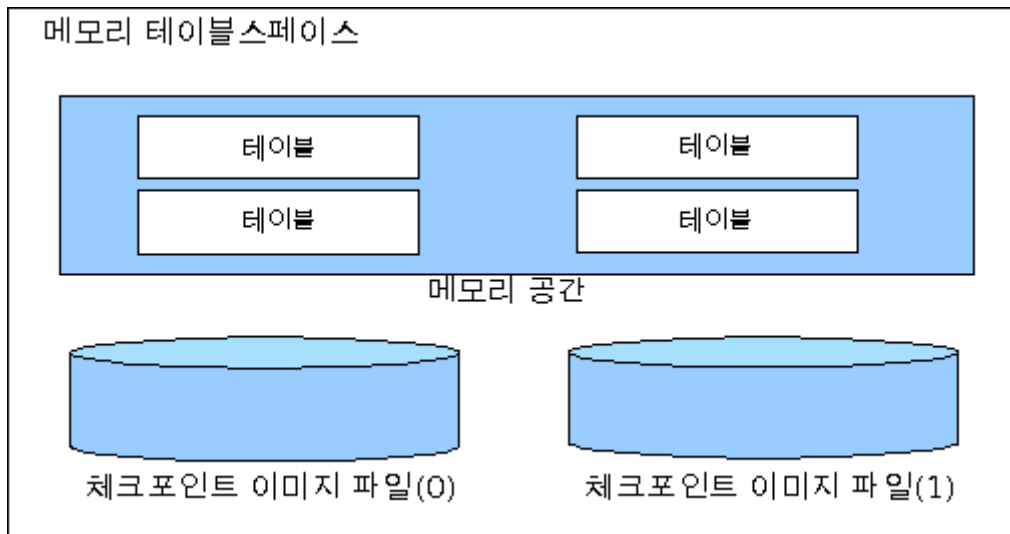 메모리 테이블스페이스
테이블 테이블
테이블 테이블
메모리 공간
체크포인트 이미지 파일(0) 체크포인트 이미지 파일(1)